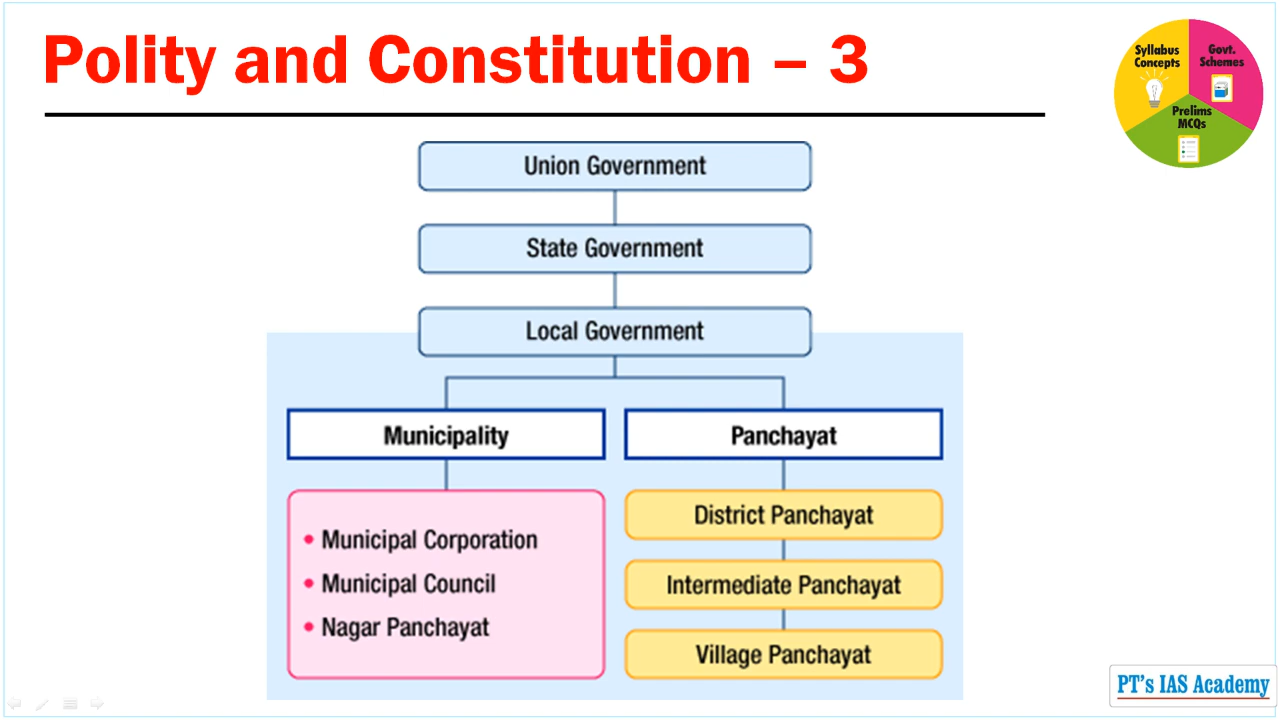 Polity and Constitution – 3
Syllabus
Concepts
Govt.
Schemes
Prelims
MCQs
Union Government
State Government
Local Government
Municipality
Panchayat
• Municipal Corporation
• Municipal Council
• Nagar Panchayat
District Panchayat
Intermediate Panchayat
Village Panchayat
PT's IAS Academy